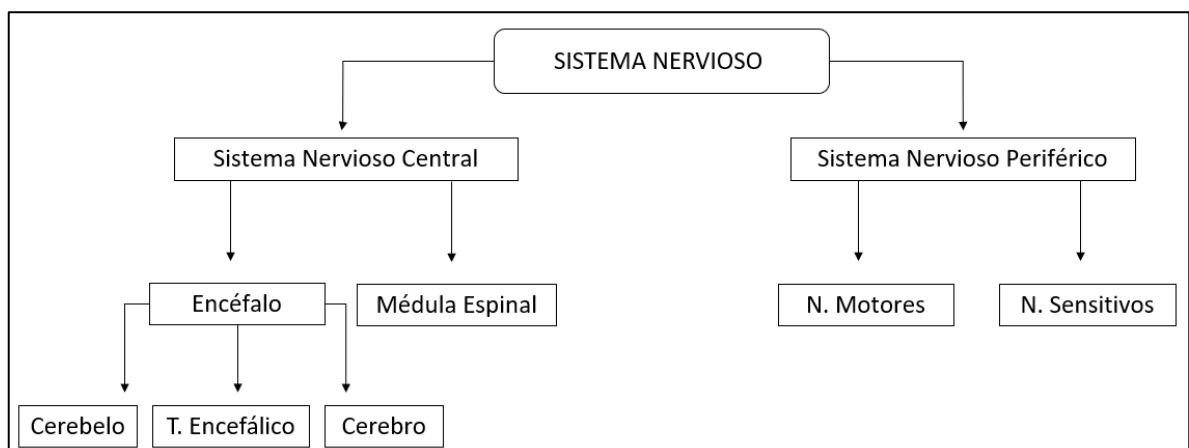 SISTEMA NERVIOSO
Sistema Nervioso Central
Sistema Nervioso Periférico
Encéfalo
Médula Espinal
N. Motores
N. Sensitivos
Cerebelo
T. Encefálico
Cerebro